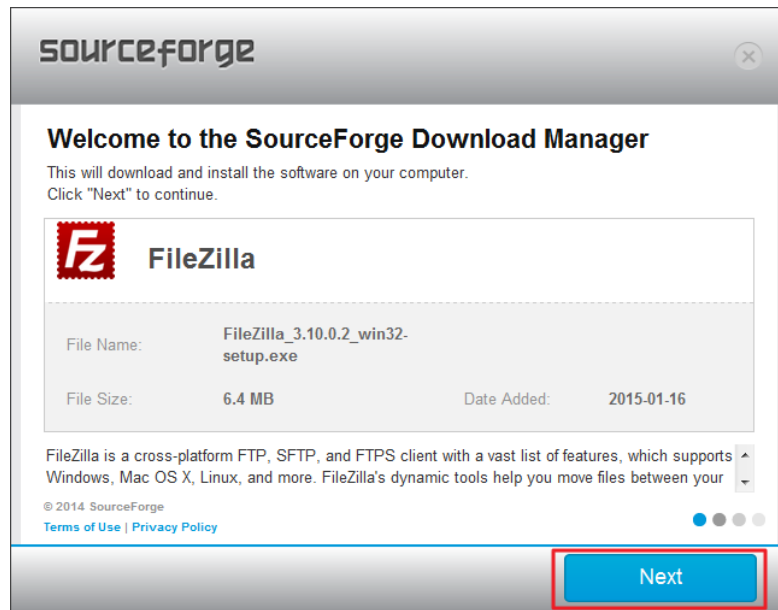 sourceforge
Welcome to the SourceForge Download Manager
This will download and install the software on your computer.
Click "Next" to continue.
Fz
FileZilla
File Name: FileZilla_3.10.0.2_win32-
setup.exe
File Size: 6.4 MB Date Added: 2015-01-16
FileZilla is a cross-platform FTP, SFTP, and FTPS client with a vast list of features, which supports
Windows, Mac OS X, Linux, and more. FileZilla's dynamic tools help you move files between your
© 2014 SourceForge
Terms of Use | Privacy Policy
Next